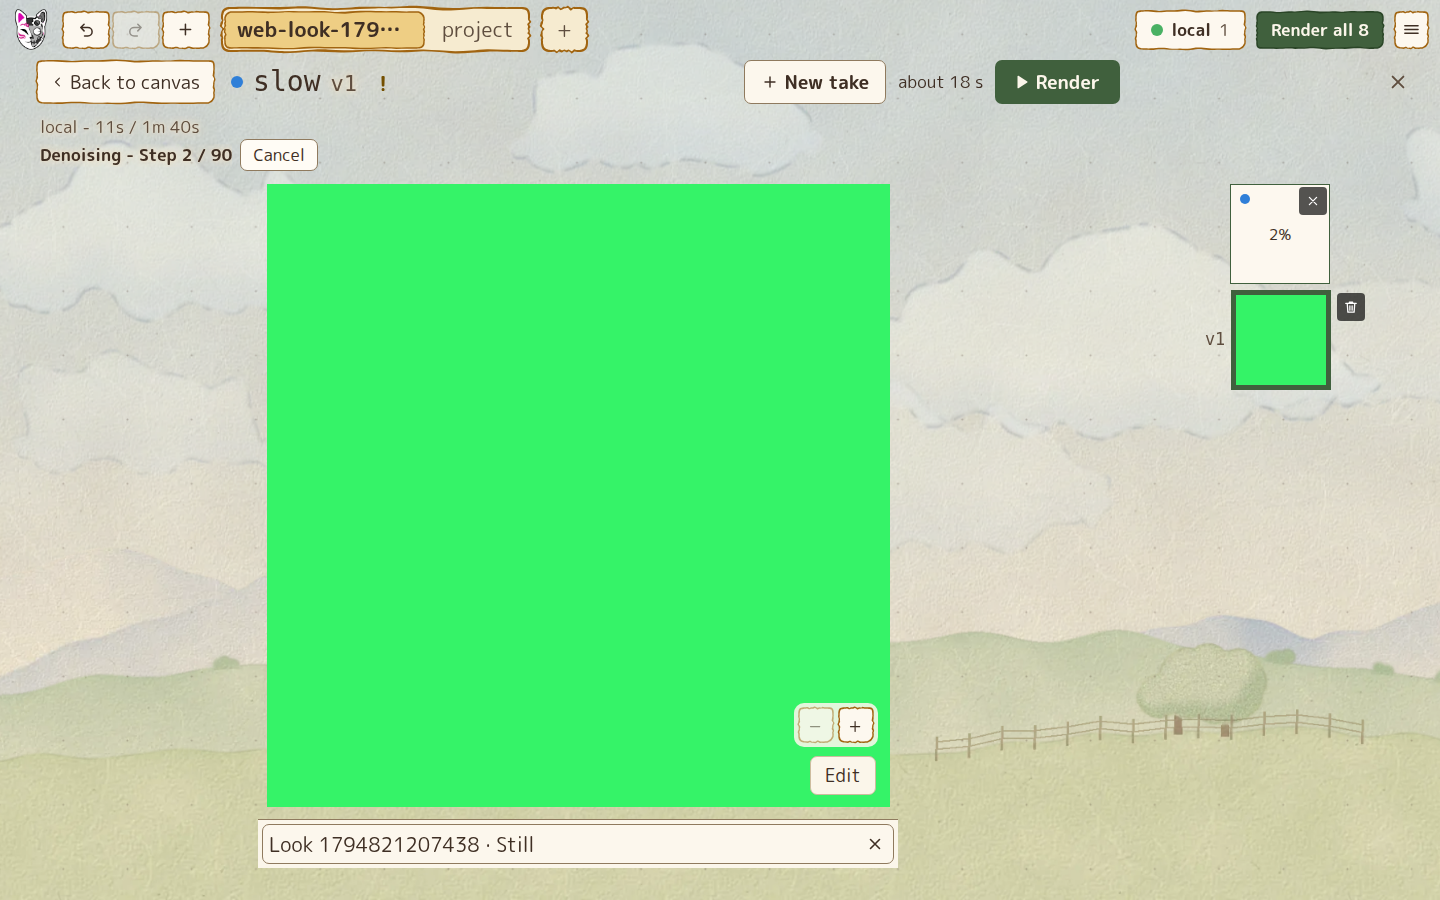 web-look-179··· project +
local 1 Render all 8
Back to canvas slow v1 ! + New take about 18 s Render
local - 11s / 1m 40s
Denoising - Step 2 / 90 Cancel
2%
v1
Edit
Look 1794821207438 · Still